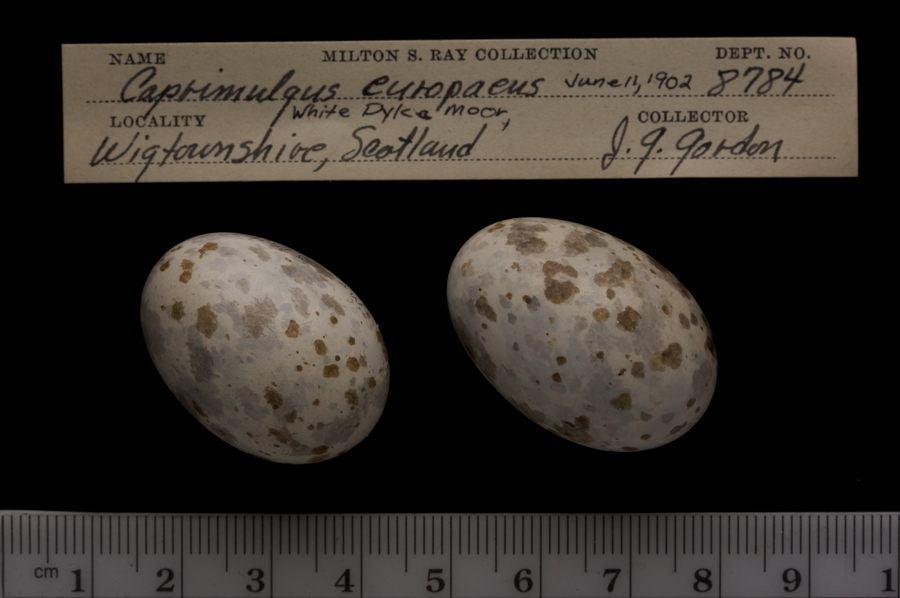 NAME MILTON S. RAY COLLECTION DEPT. NO.
Caprimulgus europaeus June 11, 1902 8784
LOCALITY White Dyke Moor, COLLECTOR
Wigtownshire, Scotland J. G. Gordon
cm 1 2 3 4 5 6 7 8 9 1